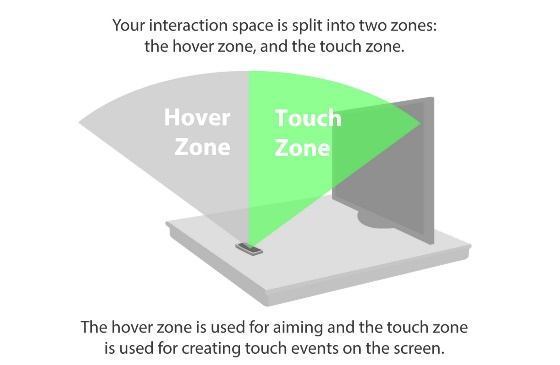 Your interaction space is split into two zones:
the hover zone, and the touch zone.
Hover
Zone
Touch
Zone
The hover zone is used for aiming and the touch zone
is used for creating touch events on the screen.